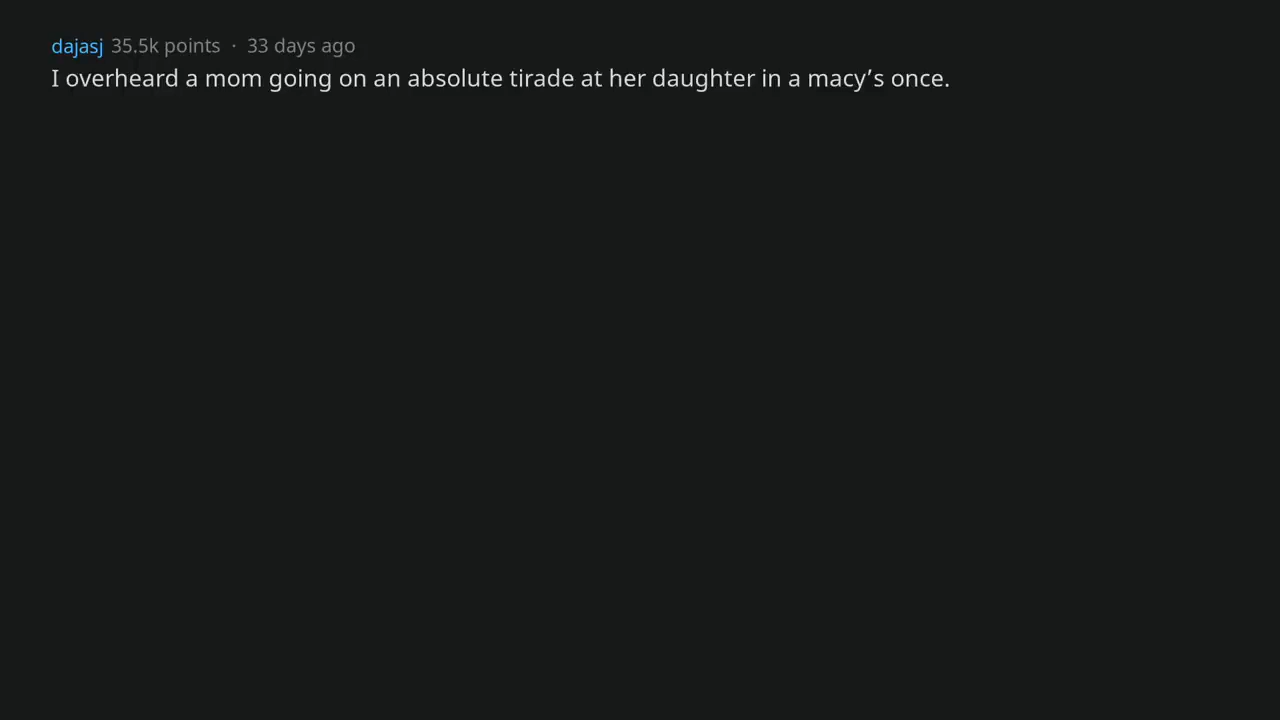 dajasj 35.5k points · 33 days ago
I overheard a mom going on an absolute tirade at her daughter in a macy’s once.